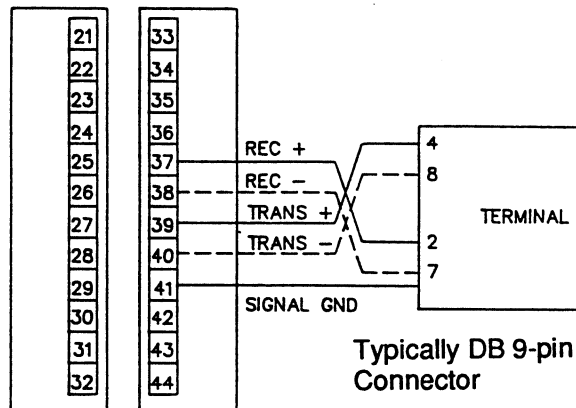 21 33
22 34
23 35
24 36
25 37 REC +
26 38 REC −
27 39 TRANS +
28 40 TRANS −
29 41 SIGNAL GND
30 42
31 43
32 44
4
8
TERMINAL
2
7
Typically DB 9-pin
Connector